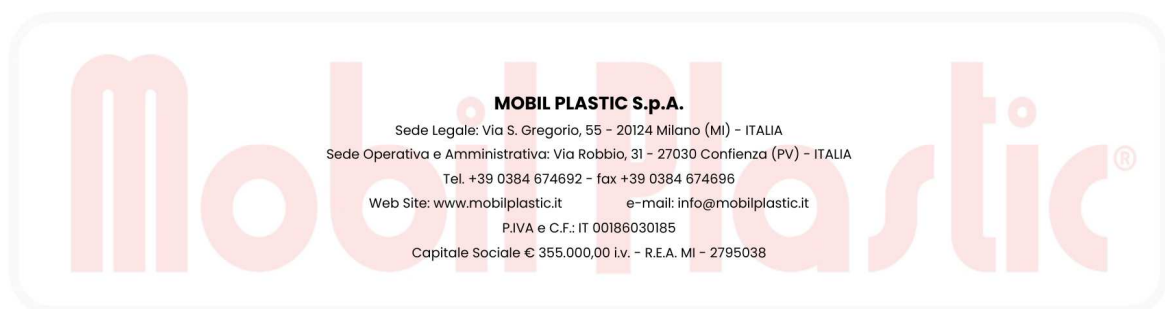 Mobil Plastic®
MOBIL PLASTIC S.p.A.
Sede Legale: Via S. Gregorio, 55 - 20124 Milano (MI) - ITALIA
Sede Operativa e Amministrativa: Via Robbio, 31 - 27030 Confienza (PV) - ITALIA
Tel. +39 0384 674692 - fax +39 0384 674696
Web Site: www.mobilplastic.it e-mail: info@mobilplastic.it
P.IVA e C.F.: IT 00186030185
Capitale Sociale € 355.000,00 i.v. - R.E.A. MI - 2795038